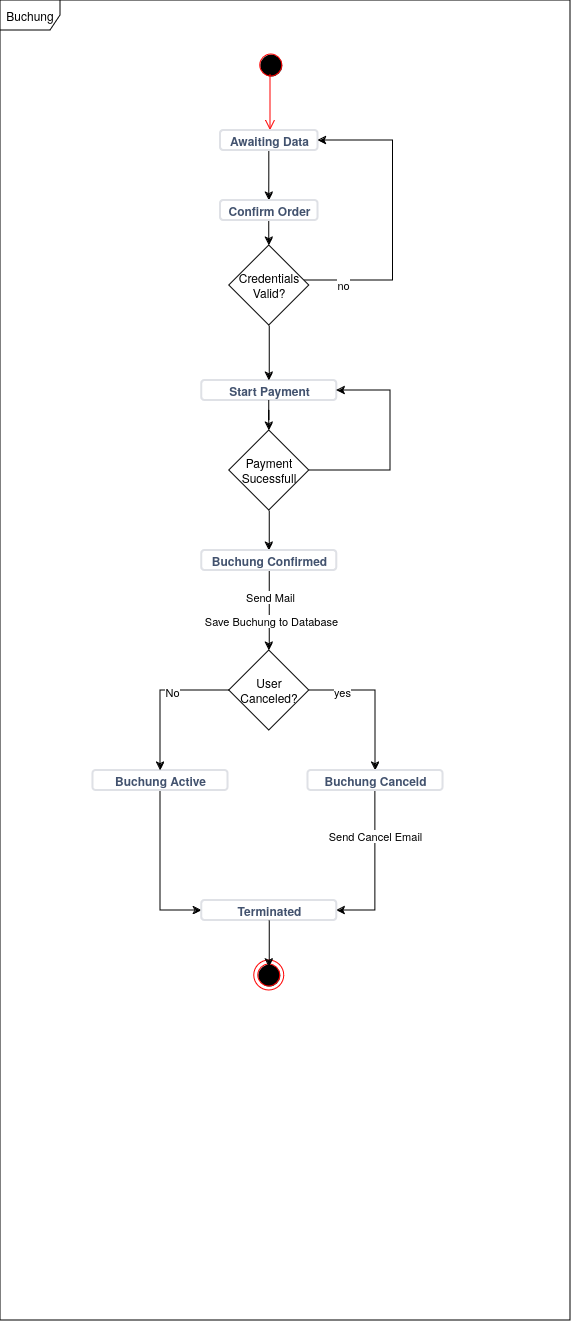 Buchung
Awaiting Data
Confirm Order
Credentials
Valid?
no
Start Payment
Payment
Sucessfull
Buchung Confirmed
Send Mail
Save Buchung to Database
User
Canceled?
No
yes
Buchung Active
Buchung Canceld
Send Cancel Email
Terminated